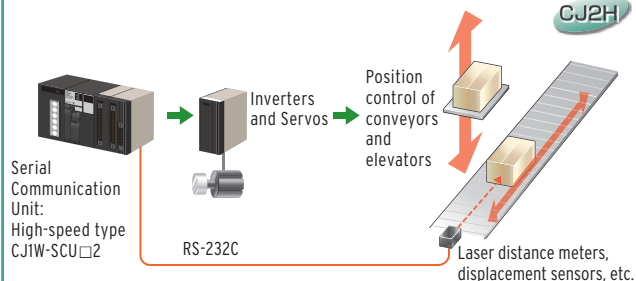 CJ2H
Inverters
and Servos
Position
control of
conveyors
and
elevators
Serial
Communication
Unit:
High-speed type
CJ1W-SCU□2
RS-232C
Laser distance meters,
displacement sensors, etc.